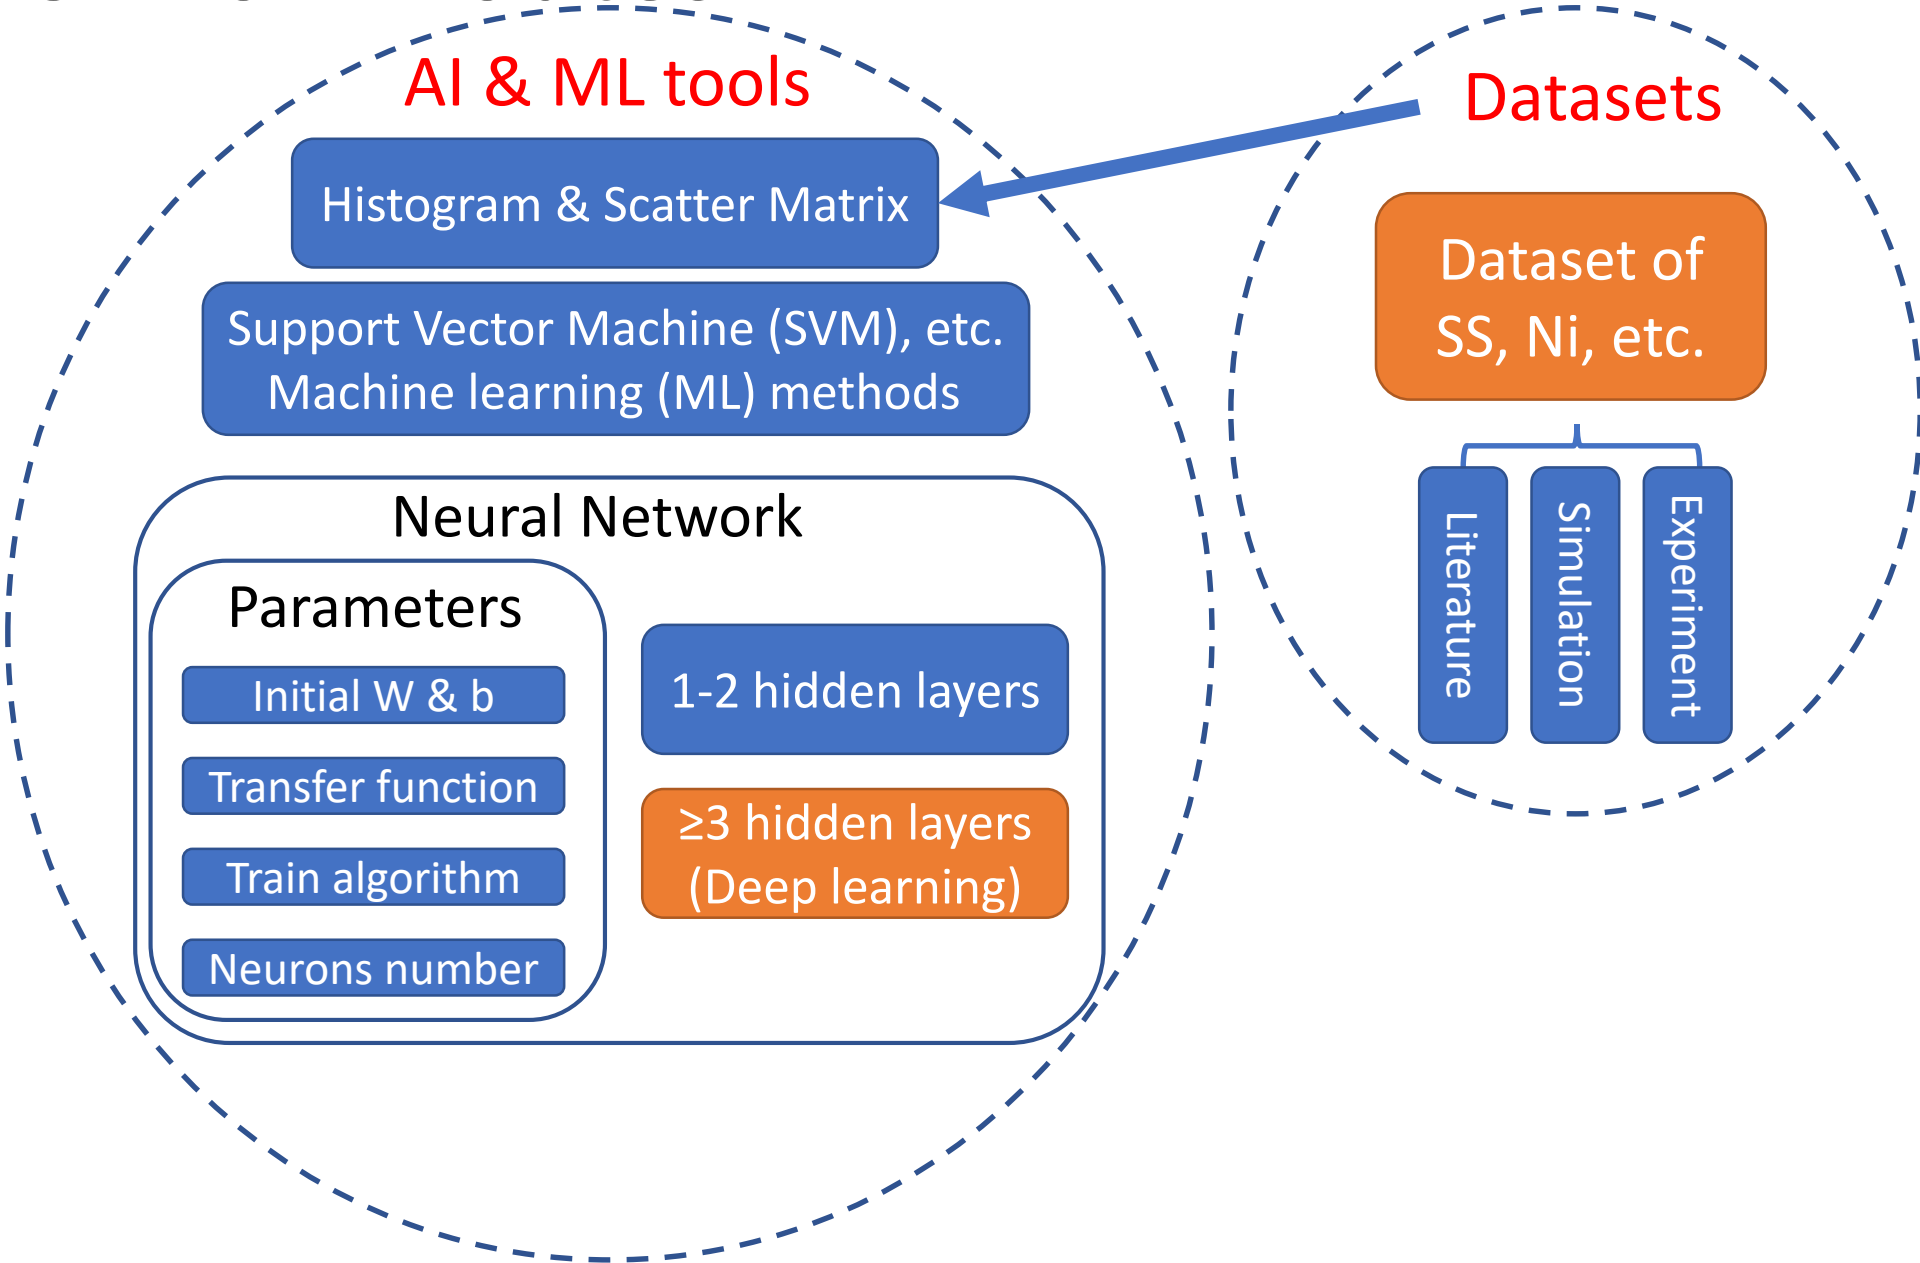 AI & ML tools
Histogram & Scatter Matrix
Support Vector Machine (SVM), etc.
Machine learning (ML) methods
Neural Network
Parameters
Initial W & b
Transfer function
Train algorithm
Neurons number
1-2 hidden layers
≥3 hidden layers
(Deep learning)
Datasets
Dataset of
SS, Ni, etc.
Literature
Simulation
Experiment